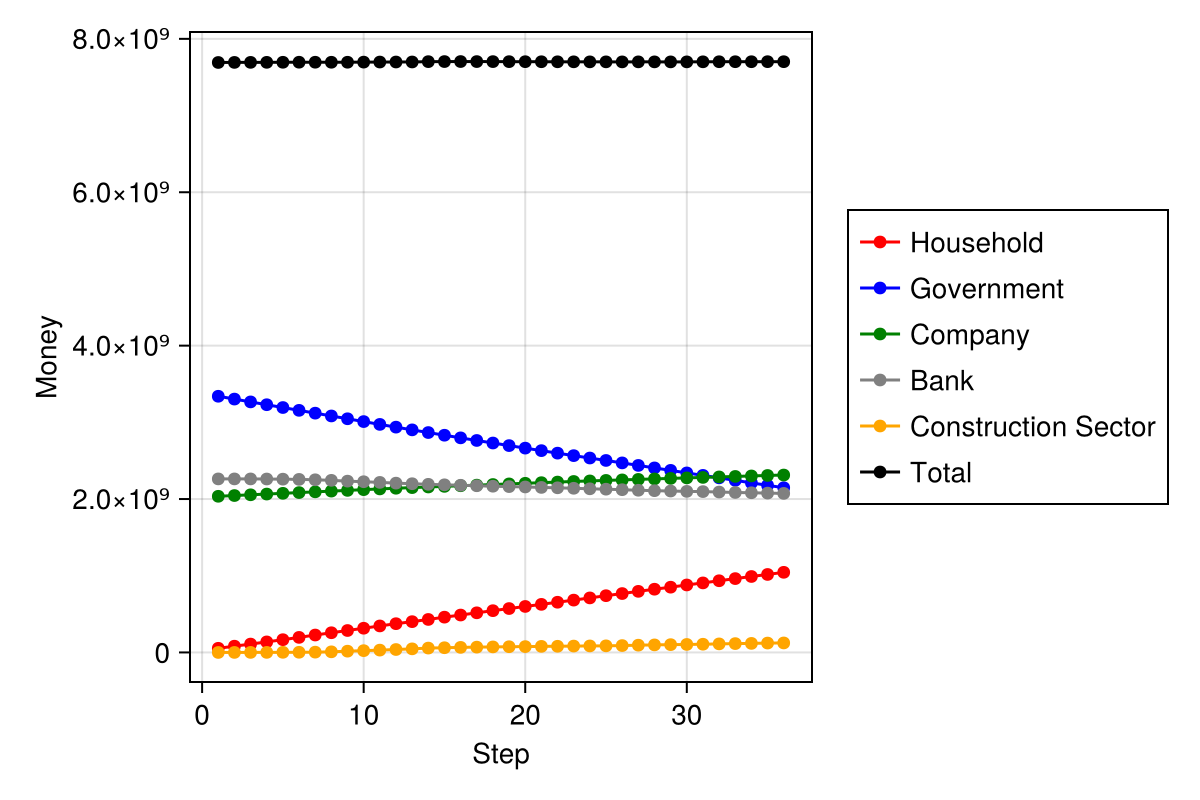 8.0×10⁹
6.0×10⁹
4.0×10⁹
2.0×10⁹
0
Money
0 10 20 30
Step
Household
Government
Company
Bank
Construction Sector
Total